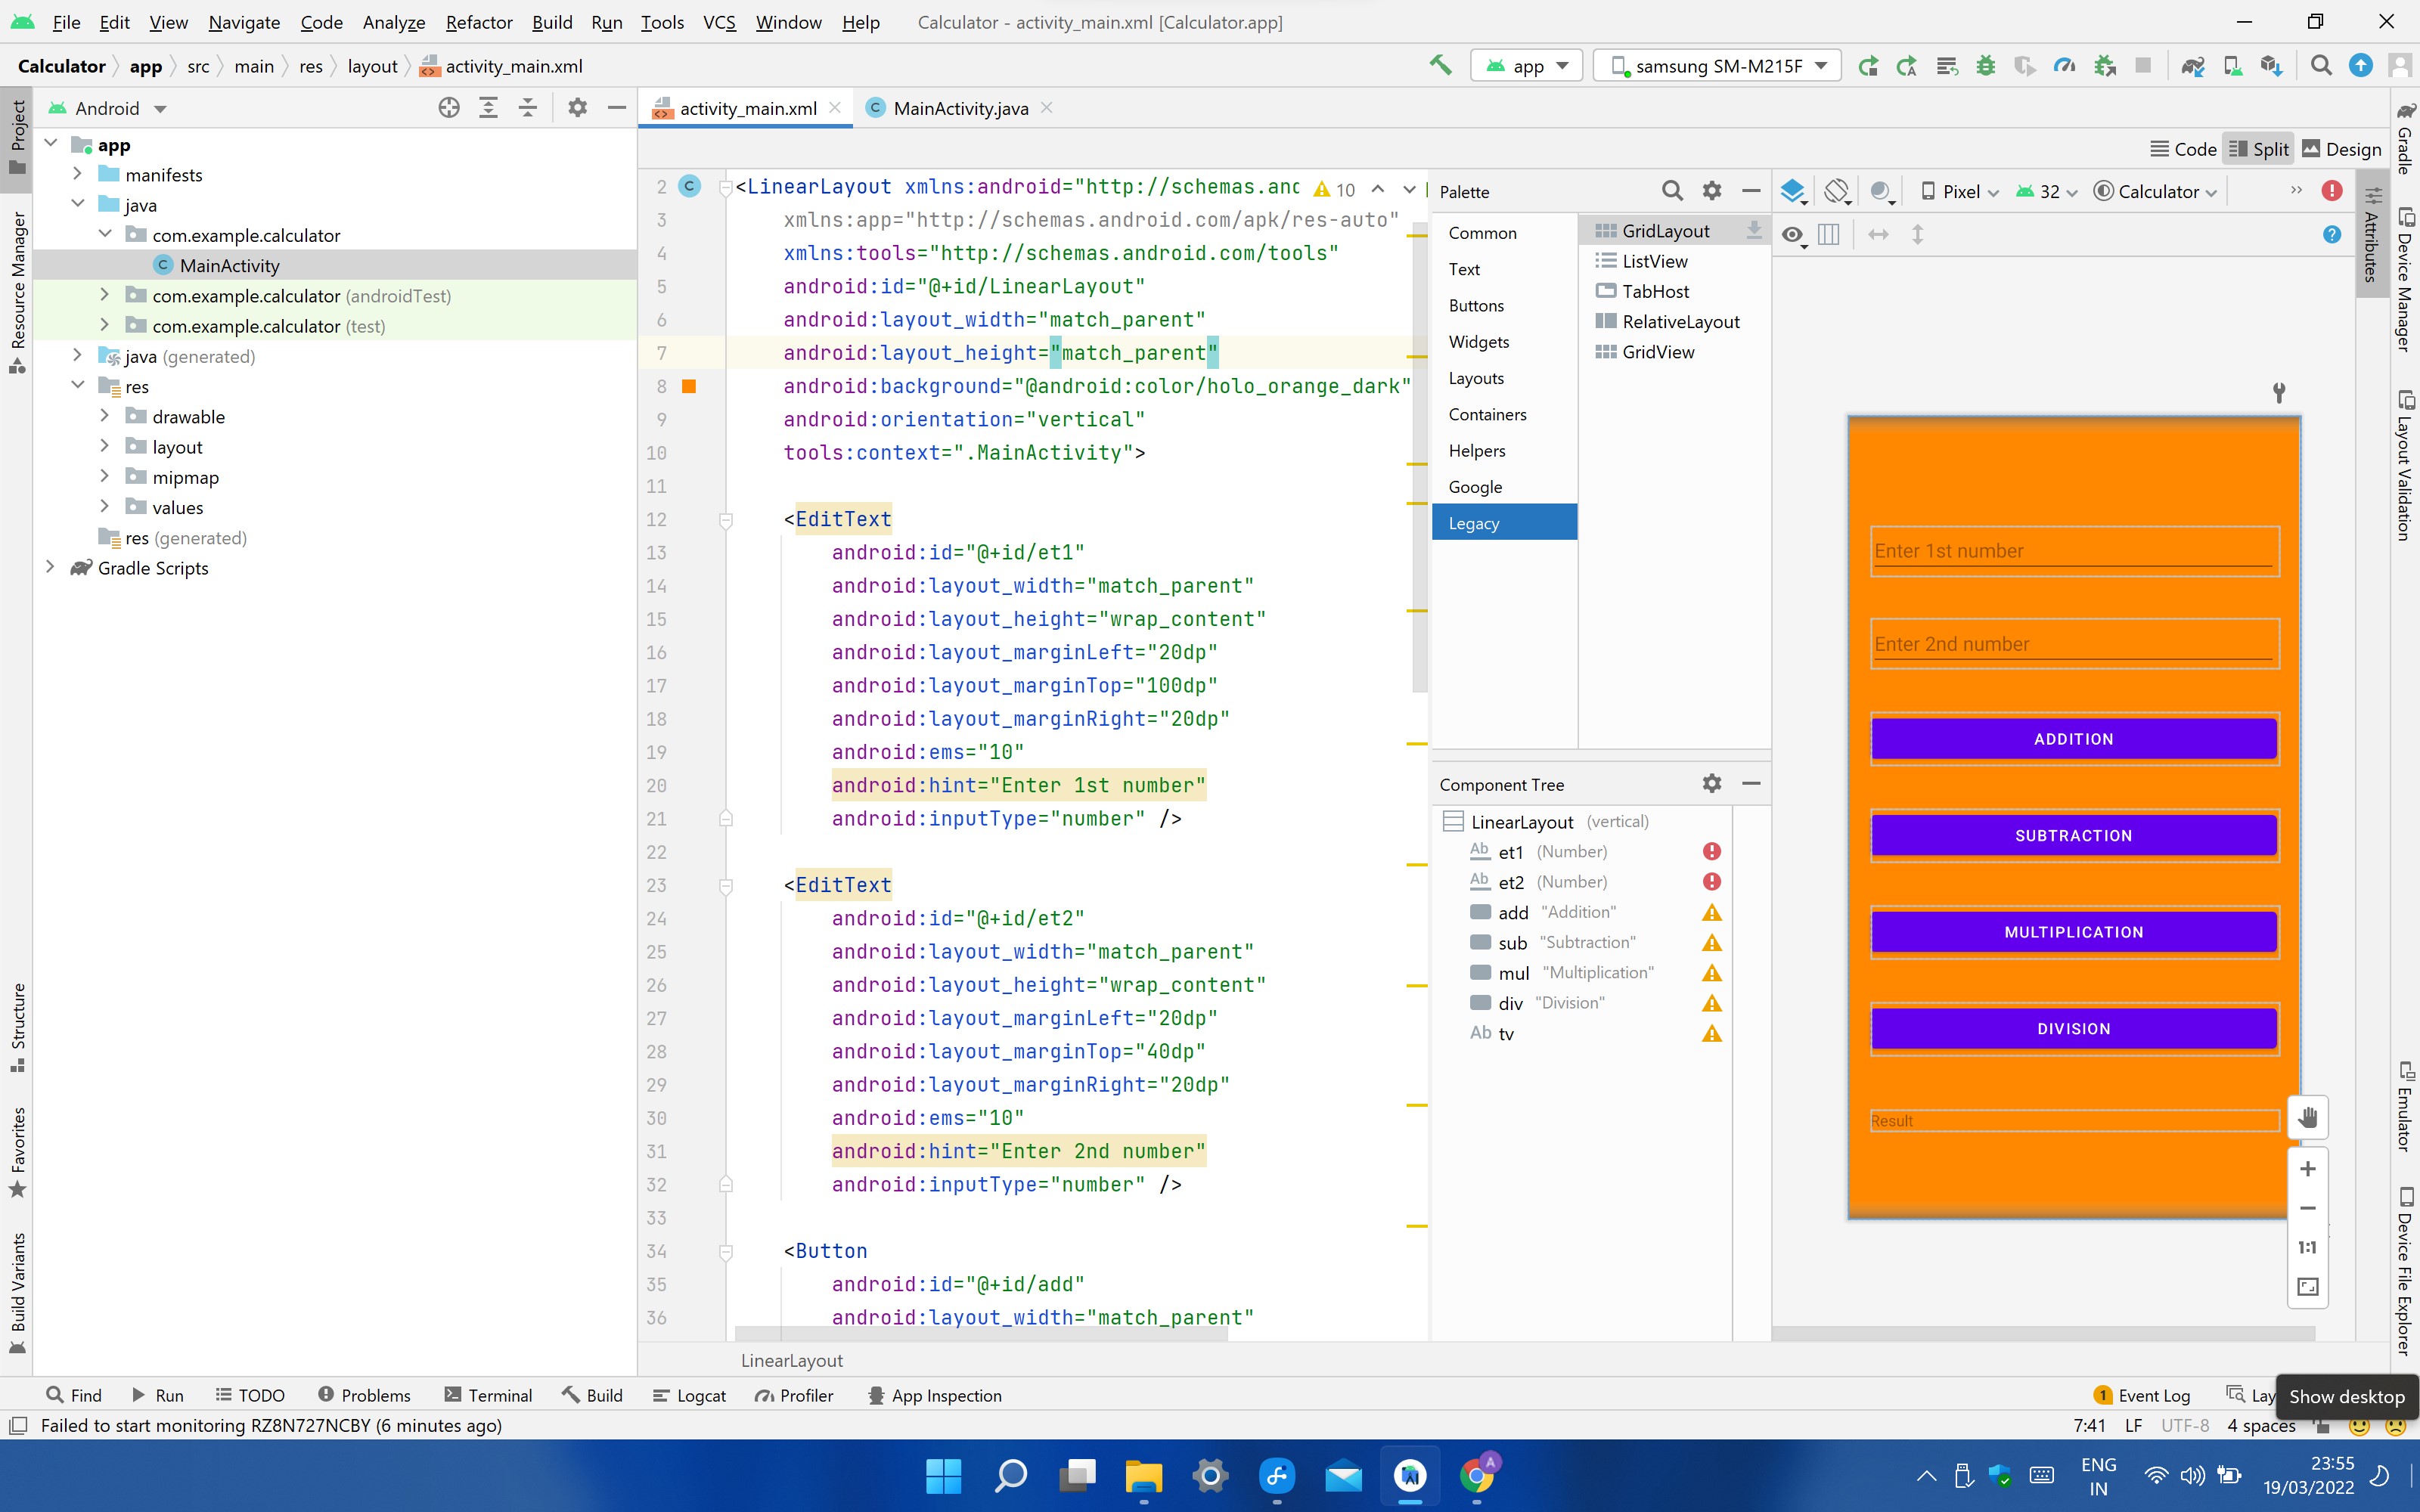 File Edit View Navigate Code Analyze Refactor Build Run Tools VCS Window Help Calculator - activity_main.xml [Calculator.app]
Calculator app src main res layout activity_main.xml app samsung SM-M215F
Android
activity_main.xml MainActivity.java
Code Split Design
Project
Resource Manager
Structure
Favorites
Build Variants
app
manifests
java
com.example.calculator
MainActivity
com.example.calculator (androidTest)
com.example.calculator (test)
java (generated)
res
drawable
layout
mipmap
values
res (generated)
Gradle Scripts
10
2 <LinearLayout xmlns:android="http://schemas.anc
3 xmlns:app="http://schemas.android.com/apk/res-auto"
4 xmlns:tools="http://schemas.android.com/tools"
5 android:id="@+id/LinearLayout"
6 android:layout_width="match_parent"
7 android:layout_height="match_parent"
8 android:background="@android:color/holo_orange_dark"
9 android:orientation="vertical"
10 tools:context=".MainActivity">
11
12 <EditText
13 android:id="@+id/et1"
14 android:layout_width="match_parent"
15 android:layout_height="wrap_content"
16 android:layout_marginLeft="20dp"
17 android:layout_marginTop="100dp"
18 android:layout_marginRight="20dp"
19 android:ems="10"
20 android:hint="Enter 1st number"
21 android:inputType="number" />
22
23 <EditText
24 android:id="@+id/et2"
25 android:layout_width="match_parent"
26 android:layout_height="wrap_content"
27 android:layout_marginLeft="20dp"
28 android:layout_marginTop="40dp"
29 android:layout_marginRight="20dp"
30 android:ems="10"
31 android:hint="Enter 2nd number"
32 android:inputType="number" />
33
34 <Button
35 android:id="@+id/add"
36 android:layout_width="match_parent"
LinearLayout
Palette
Common
Text
Buttons
Widgets
Layouts
Containers
Helpers
Google
Legacy
GridLayout
ListView
TabHost
RelativeLayout
GridView
Component Tree
LinearLayout (vertical)
Ab et1 (Number)
Ab et2 (Number)
add "Addition"
sub "Subtraction"
mul "Multiplication"
div "Division"
Ab tv
Pixel 32 Calculator
Enter 1st number
Enter 2nd number
ADDITION
SUBTRACTION
MULTIPLICATION
DIVISION
Result
1:1
Gradle
Device Manager
Attributes
Layout Validation
Emulator
Device File Explorer
Find Run TODO Problems Terminal Build Logcat Profiler App Inspection 1 Event Log Lay
Show desktop
Failed to start monitoring RZ8N727NCBY (6 minutes ago) 7:41 LF UTF-8 4 spaces
A
ENG
IN
23:55
19/03/2022